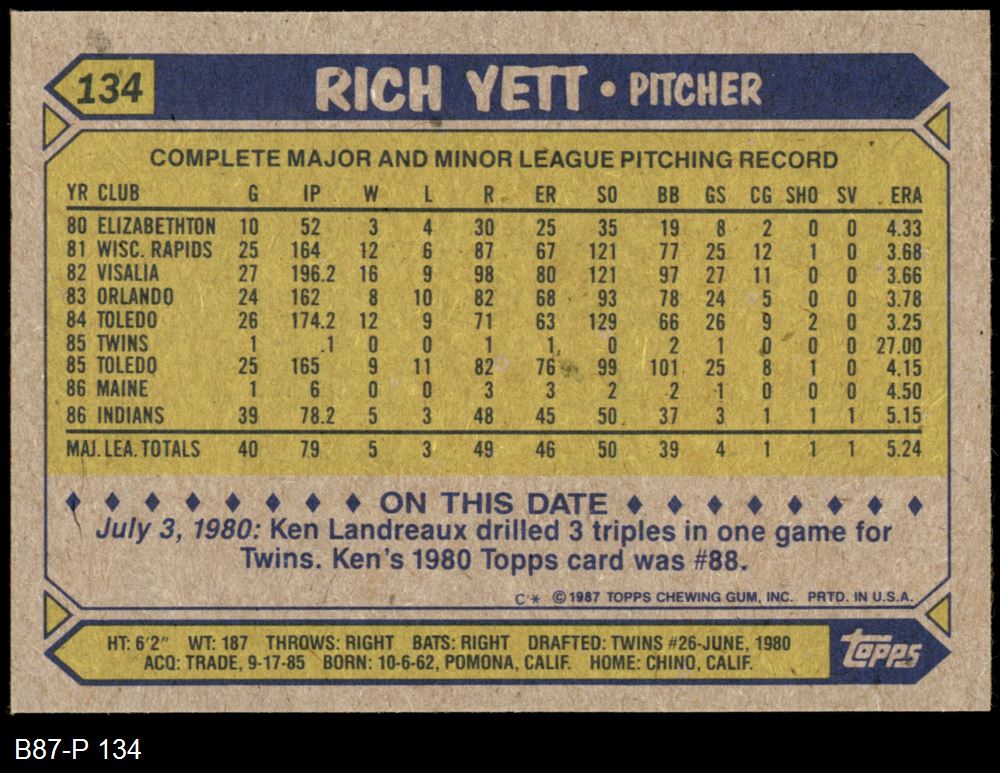 134 RICH YETT • PITCHER
COMPLETE MAJOR AND MINOR LEAGUE PITCHING RECORD
YR CLUB G IP W L R ER SO BB GS CG SHO SV ERA
80 ELIZABETHTON 10 52 3 4 30 25 35 19 8 2 0 0 4.33
81 WISC. RAPIDS 25 164 12 6 87 67 121 77 25 12 1 0 3.68
82 VISALIA 27 196.2 16 9 98 80 121 97 27 11 0 0 3.66
83 ORLANDO 24 162 8 10 82 68 93 78 24 5 0 0 3.78
84 TOLEDO 26 174.2 12 9 71 63 129 66 26 9 2 0 3.25
85 TWINS 1 .1 0 0 1 1 0 2 1 0 0 0 27.00
85 TOLEDO 25 165 9 11 82 76 99 101 25 8 1 0 4.15
86 MAINE 1 6 0 0 3 3 2 2 1 0 0 0 4.50
86 INDIANS 39 78.2 5 3 48 45 50 37 3 1 1 1 5.15
MAJ. LEA. TOTALS 40 79 5 3 49 46 50 39 4 1 1 1 5.24
ON THIS DATE
July 3, 1980: Ken Landreaux drilled 3 triples in one game for
Twins. Ken's 1980 Topps card was #88.
C* ©1987 TOPPS CHEWING GUM, INC. PRTD. IN U.S.A.
HT: 6'2" WT: 187 THROWS: RIGHT BATS: RIGHT DRAFTED: TWINS #26-JUNE, 1980
ACQ: TRADE, 9-17-85 BORN: 10-6-62, POMONA, CALIF. HOME: CHINO, CALIF.
topps
B87-P 134